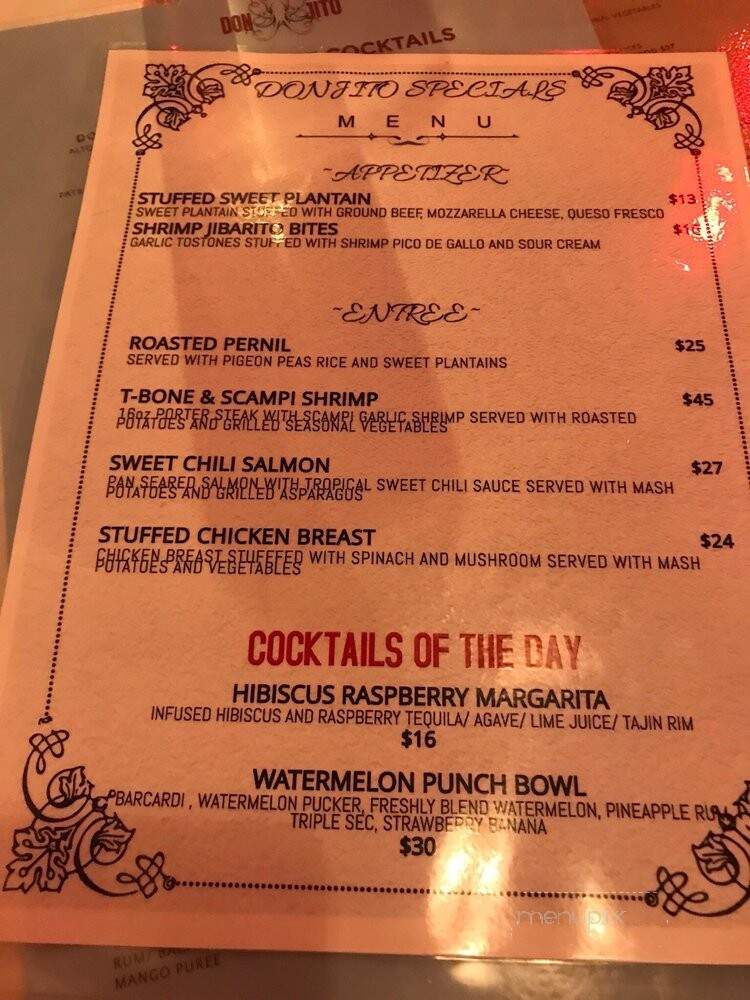 DON JITO
COCKTAILS
DONJITO SPECIALS
MENU
~APPETIZER~
STUFFED SWEET PLANTAIN $13
SWEET PLANTAIN STUFFED WITH GROUND BEEF, MOZZARELLA CHEESE, QUESO FRESCO
SHRIMP JIBARITO BITES
GARLIC TOSTONES STUFFED WITH SHRIMP PICO DE GALLO AND SOUR CREAM
~ENTREE~
ROASTED PERNIL $25
SERVED WITH PIGEON PEAS RICE AND SWEET PLANTAINS
T-BONE & SCAMPI SHRIMP $45
16oz PORTER STEAK WITH SCAMPI GARLIC SHRIMP SERVED WITH ROASTED
POTATOES AND GRILLED SEASONAL VEGETABLES
SWEET CHILI SALMON $27
PAN SEARED SALMON WITH TROPICAL SWEET CHILI SAUCE SERVED WITH MASH
POTATOES AND GRILLED ASPARAGUS
STUFFED CHICKEN BREAST $24
CHICKEN BREAST STUFFFED WITH SPINACH AND MUSHROOM SERVED WITH MASH
POTATOES AND VEGETABLES
COCKTAILS OF THE DAY
HIBISCUS RASPBERRY MARGARITA
INFUSED HIBISCUS AND RASPBERRY TEQUILA/ AGAVE/ LIME JUICE/ TAJIN RIM
$16
WATERMELON PUNCH BOWL
BARCARDI , WATERMELON PUCKER, FRESHLY BLEND WATERMELON, PINEAPPLE RUM,
TRIPLE SEC, STRAWBERRY BANANA
$30
menupix
RUM/
MANGO PUREE